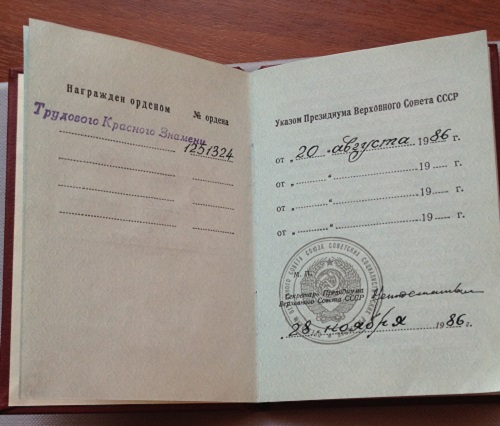 Награжден орденом № ордена
Трудового Красного Знамени
1251324
Указом Президиума Верховного Совета СССР
от „ 20 " августа 1986 г.
от „ " 19 г.
от „ " 19 г.
от „ " 19 г.
М. П.
Секретарь Президиума
Верховного Совета СССР
„ 28 " ноября 1986 г.